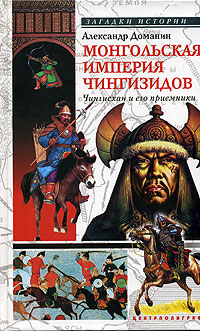 ЗАГАДКИ ИСТОРИИ
Александр Доманин
МОНГОЛЬСКАЯ
ИМПЕРИЯ
ЧИНГИЗИДОВ
Чингисхан и его преемники
ЦЕНТРПОЛИГРАФ